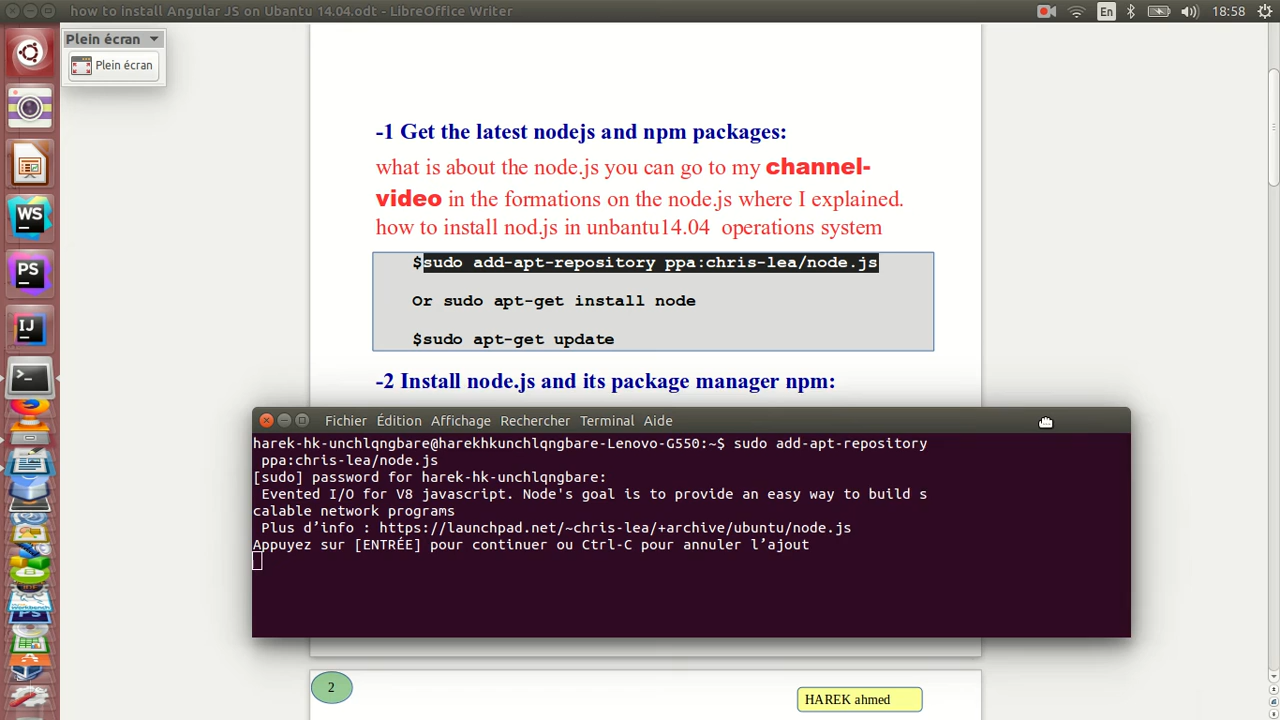 how to install Angular JS on Ubantu 14.04.odt - LibreOffice Writer
En
18:58
Plein écran
Plein écran
-1 Get the latest nodejs and npm packages:
what is about the node.js you can go to my channel-
video in the formations on the node.js where I explained.
how to install nod.js in unbantu14.04 operations system
$sudo add-apt-repository ppa:chris-lea/node.js
Or sudo apt-get install node
$sudo apt-get update
-2 Install node.js and its package manager npm:
WS
PS
IJ
Fichier Édition Affichage Rechercher Terminal Aide
harek-hk-unchlqngbare@harekhkunchlqngbare-Lenovo-G550:~$ sudo add-apt-repository
ppa:chris-lea/node.js
[sudo] password for harek-hk-unchlqngbare:
Evented I/O for V8 javascript. Node's goal is to provide an easy way to build s
calable network programs
Plus d’info : https://launchpad.net/~chris-lea/+archive/ubuntu/node.js
Appuyez sur [ENTRÉE] pour continuer ou Ctrl-C pour annuler l’ajout
2
HAREK ahmed